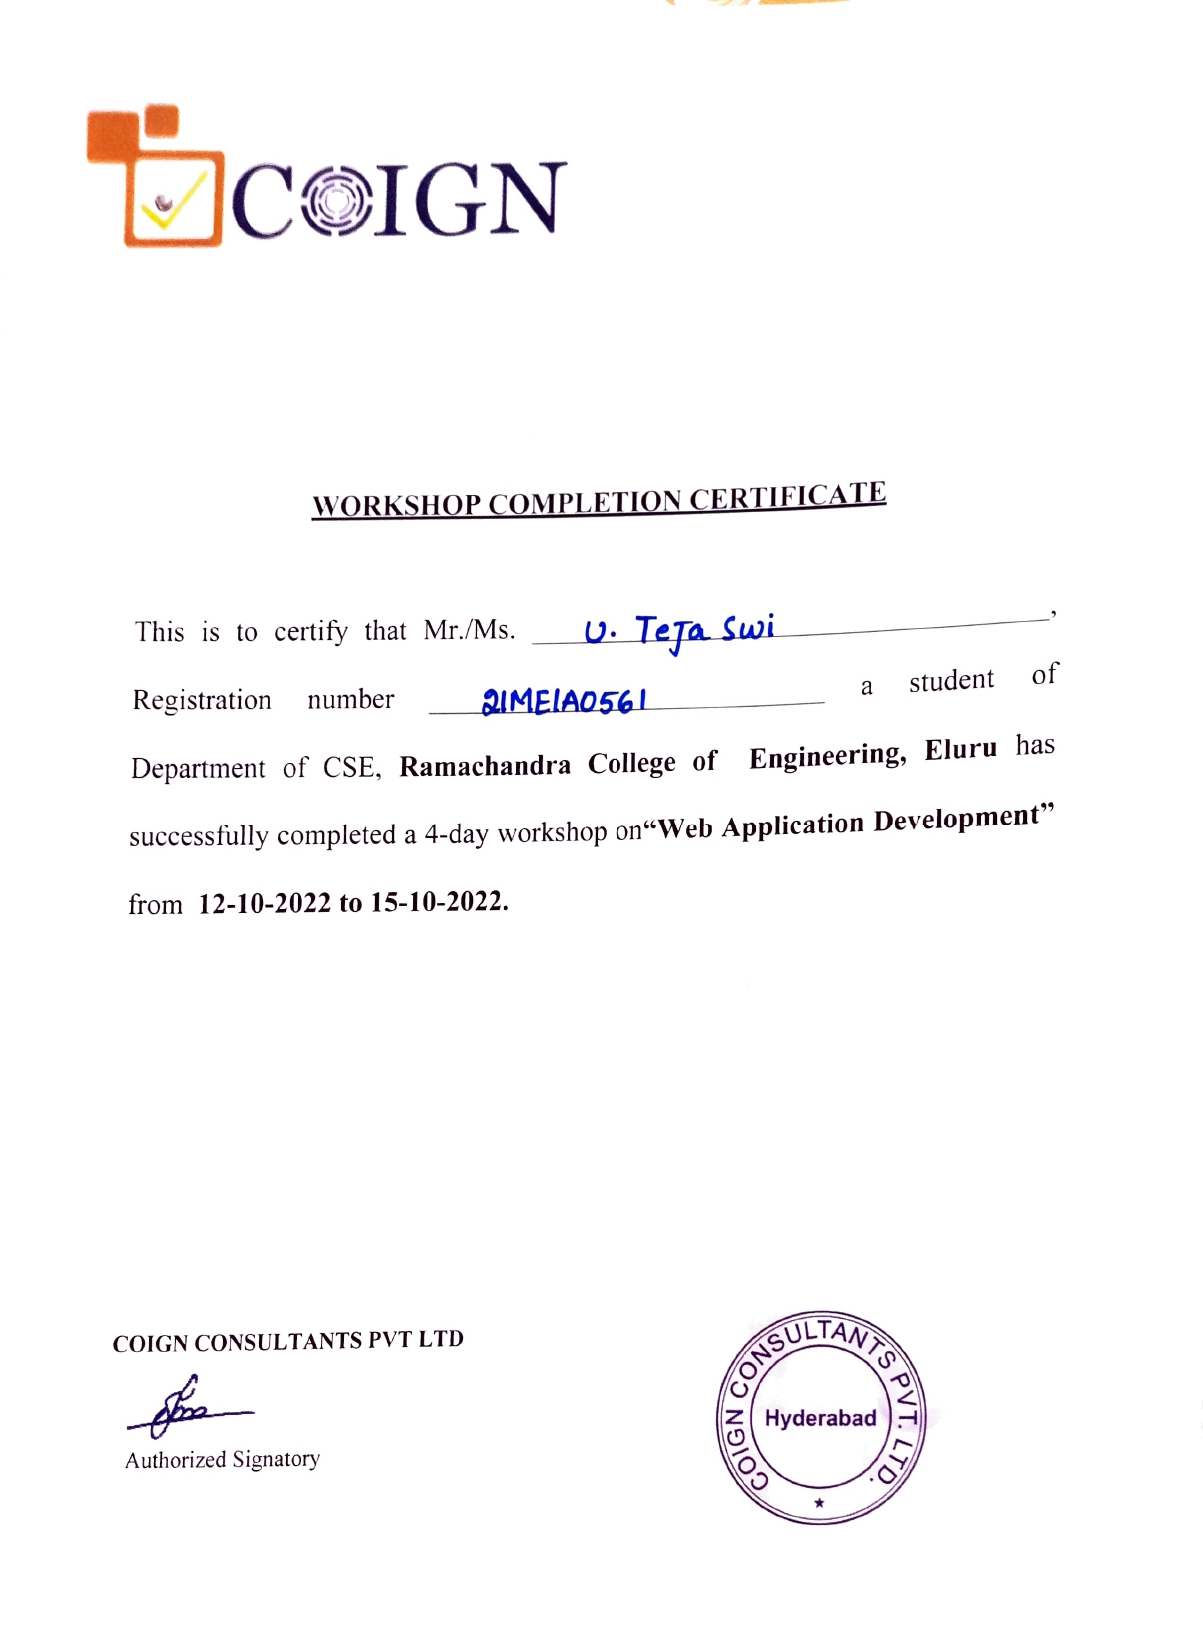 COIGN
WORKSHOP COMPLETION CERTIFICATE
This is to certify that Mr./Ms. U. TeJa Swi,
Registration number 21ME1A0561 a student of
Department of CSE, Ramachandra College of Engineering, Eluru has
successfully completed a 4-day workshop on“Web Application Development”
from 12-10-2022 to 15-10-2022.
COIGN CONSULTANTS PVT LTD
Authorized Signatory
COIGN CONSULTANTS PVT. LTD.
Hyderabad